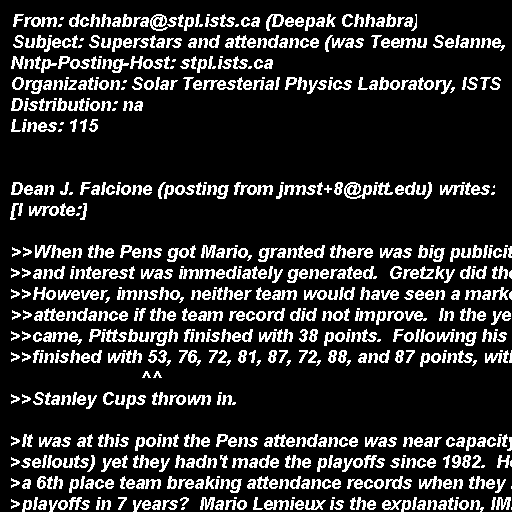 From: dchhabra@stpl.ists.ca (Deepak Chhabra)
Subject: Superstars and attendance (was Teemu Selanne,
Nntp-Posting-Host: stpl.ists.ca
Organization: Solar Terresterial Physics Laboratory, ISTS
Distribution: na
Lines: 115
Dean J. Falcione (posting from jrmst+8@pitt.edu) writes:
[I wrote:]
>>When the Pens got Mario, granted there was big publicit
>>and interest was immediately generated.  Gretzky did the
>>However, imnsho, neither team would have seen a marke
>>attendance if the team record did not improve.  In the ye
>>came, Pittsburgh finished with 38 points.  Following his
>>finished with 53, 76, 72, 81, 87, 72, 88, and 87 points, with
^^
>>Stanley Cups thrown in.
>It was at this point the Pens attendance was near capacity
>sellouts) yet they hadn't made the playoffs since 1982.  Ho
>a 6th place team breaking attendance records when they
>playoffs in 7 years?  Mario Lemieux is the explanation, IM